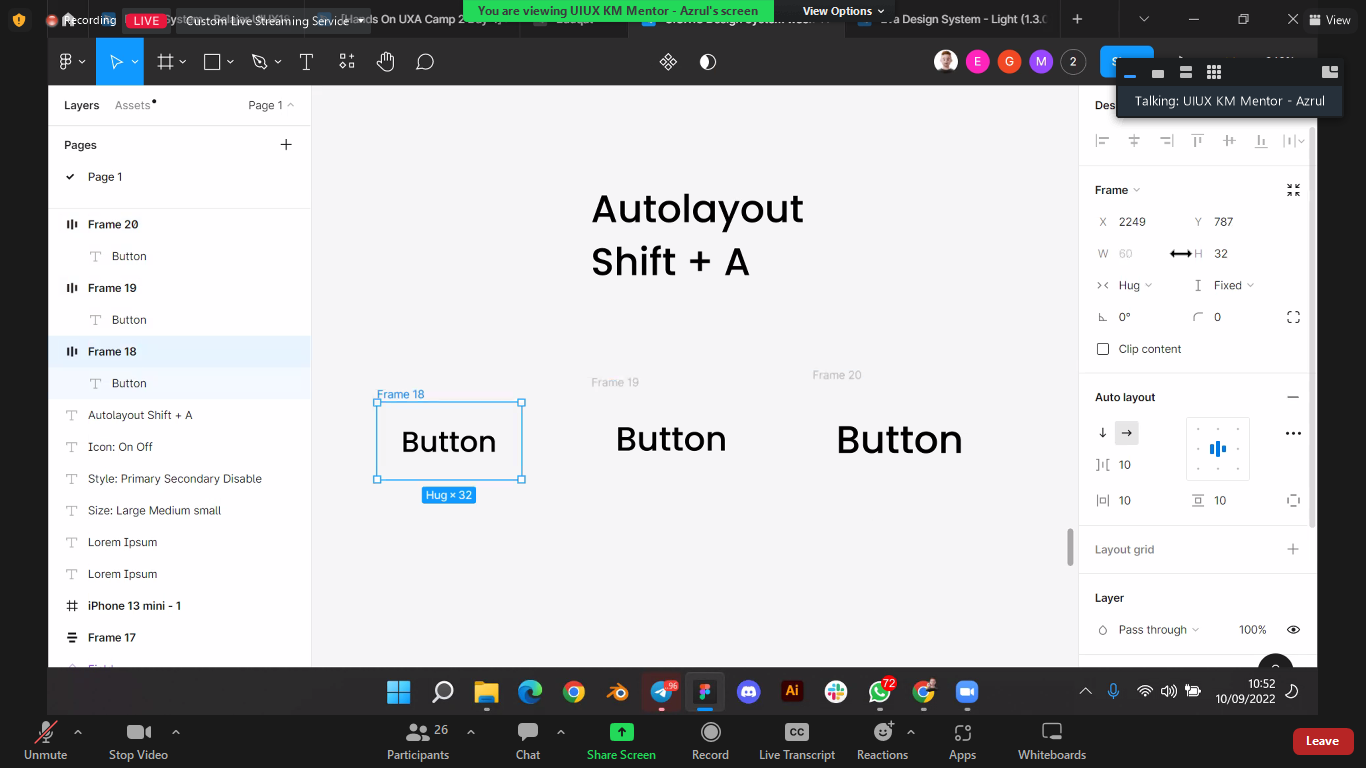 Recording
LIVE
Custom Live Streaming Service
You are viewing UIUX KM Mentor - Azrul's screen
View Options
Eva Design System - Light (1.3.0
View
E
G
M
2
Talking: UIUX KM Mentor - Azrul
Layers
Assets
Page 1
Pages
Page 1
Frame 20
Button
Frame 19
Button
Frame 18
Button
Autolayout Shift + A
Icon: On Off
Style: Primary Secondary Disable
Size: Large Medium small
Lorem Ipsum
Lorem Ipsum
iPhone 13 mini - 1
Frame 17
Autolayout
Shift + A
Frame 18
Button
Hug × 32
Frame 19
Button
Frame 20
Button
Frame
X 2249
Y 787
W 60
H 32
Hug
Fixed
0°
0
Clip content
Auto layout
10
10
10
Layout grid
Layer
Pass through
100%
96
Ai
72
10:52
10/09/2022
Unmute
Stop Video
Participants
26
Chat
Share Screen
Record
CC
Live Transcript
Reactions
Apps
Whiteboards
Leave